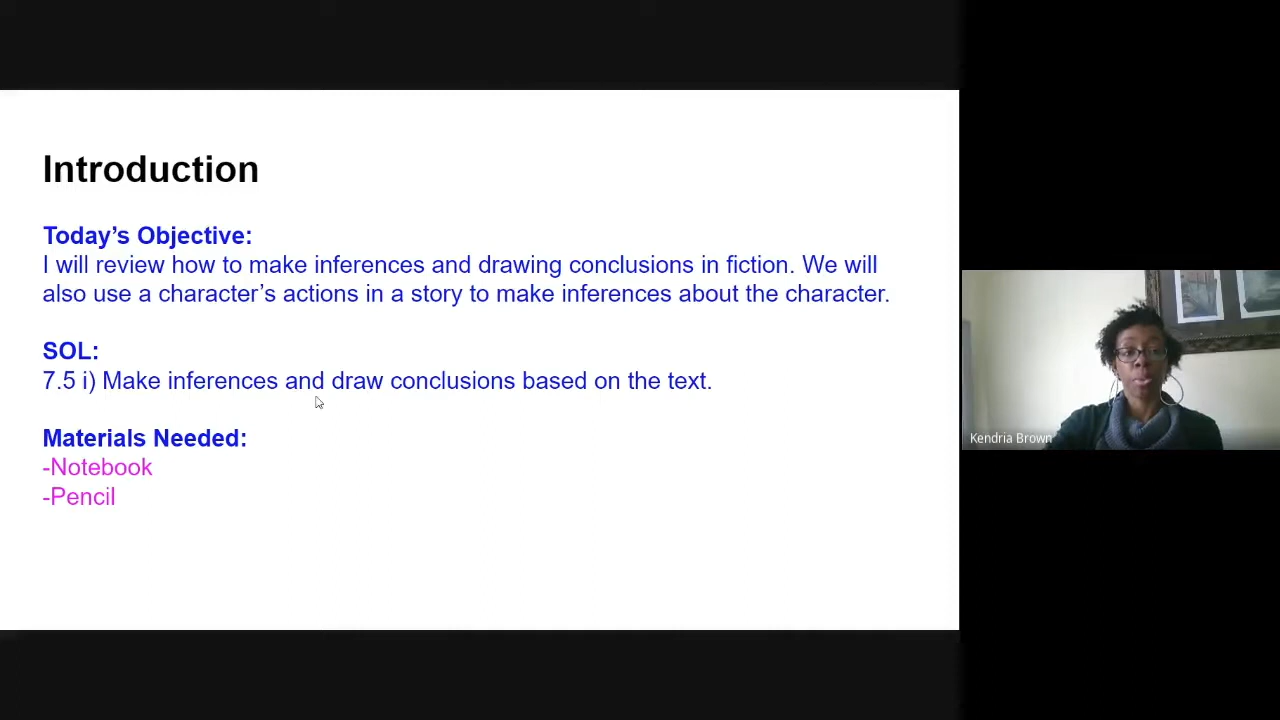 Introduction
Today’s Objective:
I will review how to make inferences and drawing conclusions in fiction. We will
also use a character’s actions in a story to make inferences about the character.
SOL:
7.5 i) Make inferences and draw conclusions based on the text.
Materials Needed:
-Notebook
-Pencil
Kendria Brown